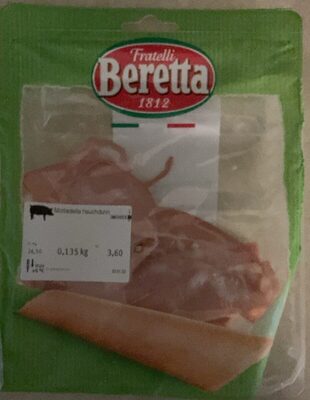 Fratelli
Beretta
1812
Mortadella hauchdünn
0,135 kg 3,60